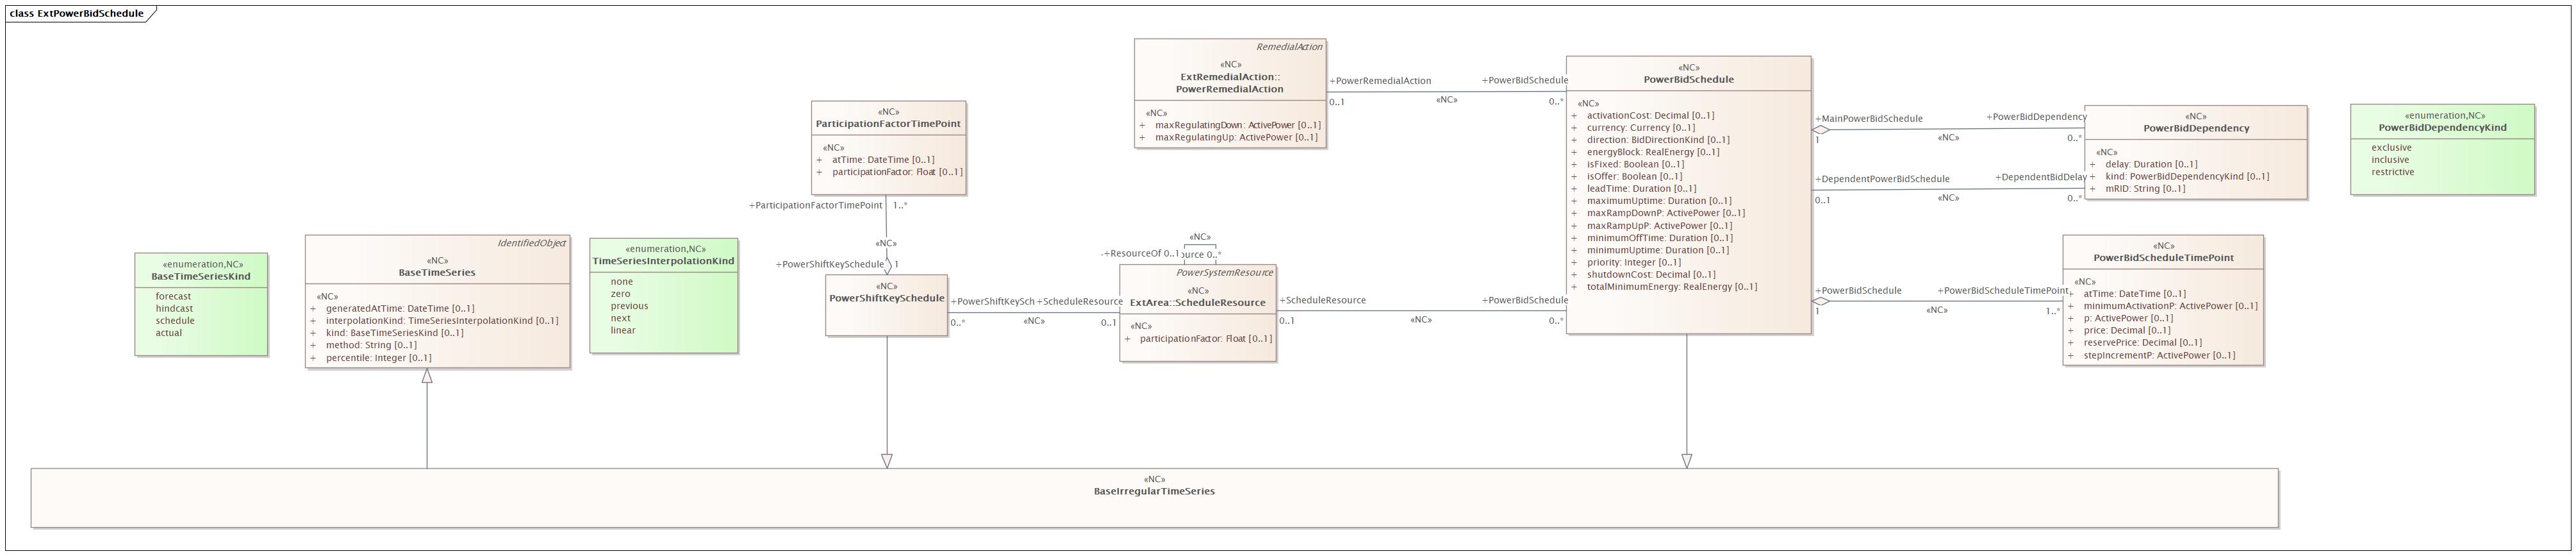 class ExtPowerBidSchedule
«enumeration,NC»
BaseTimeSeriesKind
forecast
hindcast
schedule
actual
IdentifiedObject
«NC»
BaseTimeSeries
«NC»
+ generatedAtTime: DateTime [0..1]
+ interpolationKind: TimeSeriesInterpolationKind [0..1]
+ kind: BaseTimeSeriesKind [0..1]
+ method: String [0..1]
+ percentile: Integer [0..1]
«enumeration,NC»
TimeSeriesInterpolationKind
none
zero
previous
next
linear
«NC»
ParticipationFactorTimePoint
«NC»
+ atTime: DateTime [0..1]
+ participationFactor: Float [0..1]
+ParticipationFactorTimePoint 1..*
«NC»
+PowerShiftKeySchedule 1
«NC»
PowerShiftKeySchedule
+PowerShiftKeySch +ScheduleResource
0..* «NC» 0..1
RemedialAction
«NC»
ExtRemedialAction::
PowerRemedialAction
«NC»
+ maxRegulatingDown: ActivePower [0..1]
+ maxRegulatingUp: ActivePower [0..1]
+PowerRemedialAction +PowerBidSchedule
0..1 «NC» 0..*
«NC»
+ResourceOf 0..1 ource 0..*
PowerSystemResource
«NC»
ExtArea::ScheduleResource
«NC»
+ participationFactor: Float [0..1]
+ScheduleResource +PowerBidSchedule
0..1 «NC» 0..*
«NC»
PowerBidSchedule
«NC»
+ activationCost: Decimal [0..1]
+ currency: Currency [0..1]
+ direction: BidDirectionKind [0..1]
+ energyBlock: RealEnergy [0..1]
+ isFixed: Boolean [0..1]
+ isOffer: Boolean [0..1]
+ leadTime: Duration [0..1]
+ maximumUptime: Duration [0..1]
+ maxRampDownP: ActivePower [0..1]
+ maxRampUpP: ActivePower [0..1]
+ minimumOffTime: Duration [0..1]
+ minimumUptime: Duration [0..1]
+ priority: Integer [0..1]
+ shutdownCost: Decimal [0..1]
+ totalMinimumEnergy: RealEnergy [0..1]
+MainPowerBidSchedule +PowerBidDependency
1 «NC» 0..*
+DependentPowerBidSchedule +DependentBidDelay
0..1 «NC» 0..*
«NC»
PowerBidDependency
«NC»
+ delay: Duration [0..1]
+ kind: PowerBidDependencyKind [0..1]
+ mRID: String [0..1]
«enumeration,NC»
PowerBidDependencyKind
exclusive
inclusive
restrictive
+PowerBidSchedule +PowerBidScheduleTimePoint
1 «NC» 1..*
«NC»
PowerBidScheduleTimePoint
«NC»
+ atTime: DateTime [0..1]
+ minimumActivationP: ActivePower [0..1]
+ p: ActivePower [0..1]
+ price: Decimal [0..1]
+ reservePrice: Decimal [0..1]
+ stepIncrementP: ActivePower [0..1]
«NC»
BaseIrregularTimeSeries